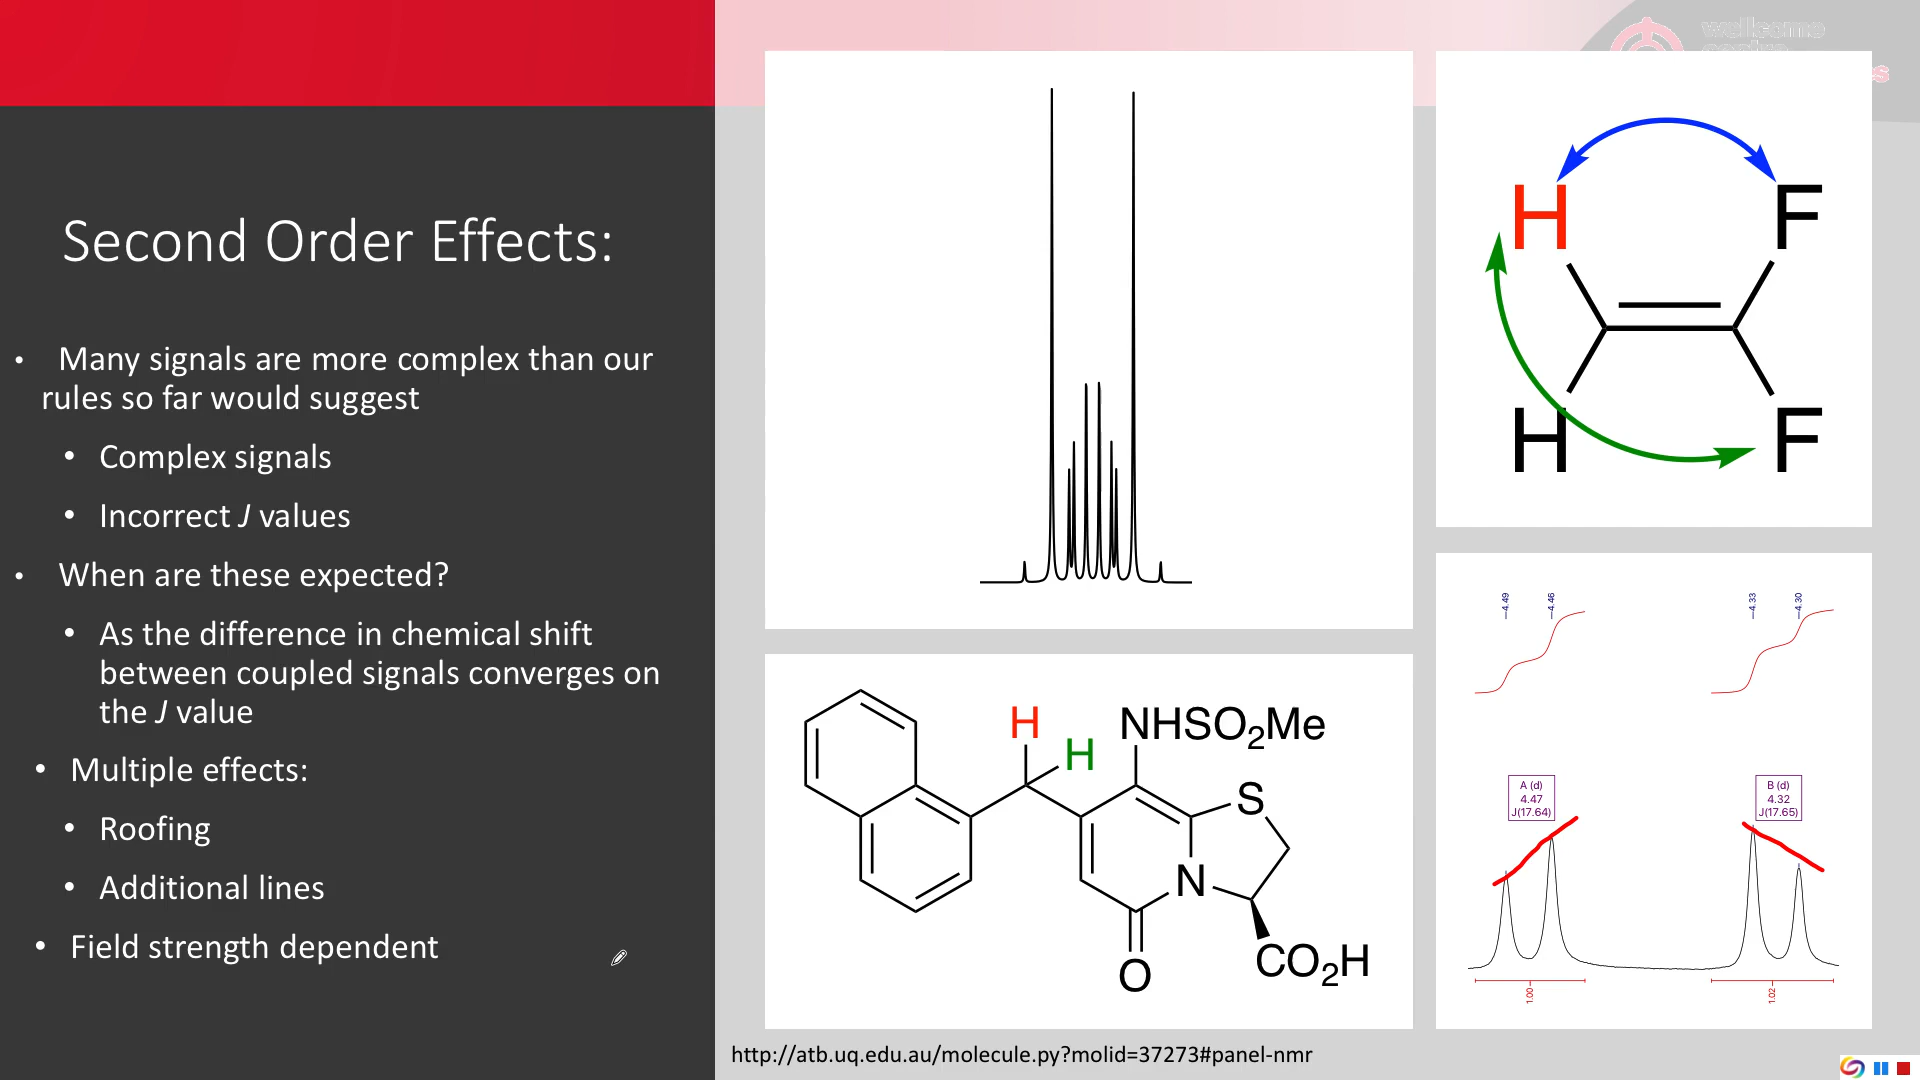 wellcome
centre
s
Second Order Effects:
• Many signals are more complex than our
rules so far would suggest
• Complex signals
• Incorrect J values
• When are these expected?
• As the difference in chemical shift
between coupled signals converges on
the J value
• Multiple effects:
• Roofing
• Additional lines
• Field strength dependent
H F
H F
H
H
NHSO2Me
S
N
O
CO2H
4.49
4.46
4.33
4.30
A (d)
4.47
J(17.64)
B (d)
4.32
J(17.65)
1.00
1.02
http://atb.uq.edu.au/molecule.py?molid=37273#panel-nmr